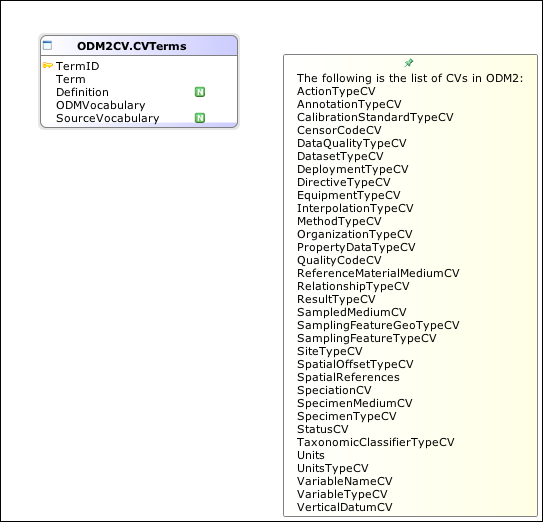 ODM2CV.CVTerms
TermID
Term
Definition N
ODMVocabulary
SourceVocabulary N
The following is the list of CVs in ODM2:
ActionTypeCV
AnnotationTypeCV
CalibrationStandardTypeCV
CensorCodeCV
DataQualityTypeCV
DatasetTypeCV
DeploymentTypeCV
DirectiveTypeCV
EquipmentTypeCV
InterpolationTypeCV
MethodTypeCV
OrganizationTypeCV
PropertyDataTypeCV
QualityCodeCV
ReferenceMaterialMediumCV
RelationshipTypeCV
ResultTypeCV
SampledMediumCV
SamplingFeatureGeoTypeCV
SamplingFeatureTypeCV
SiteTypeCV
SpatialOffsetTypeCV
SpatialReferences
SpeciationCV
SpecimenMediumCV
SpecimenTypeCV
StatusCV
TaxonomicClassifierTypeCV
Units
UnitsTypeCV
VariableNameCV
VariableTypeCV
VerticalDatumCV